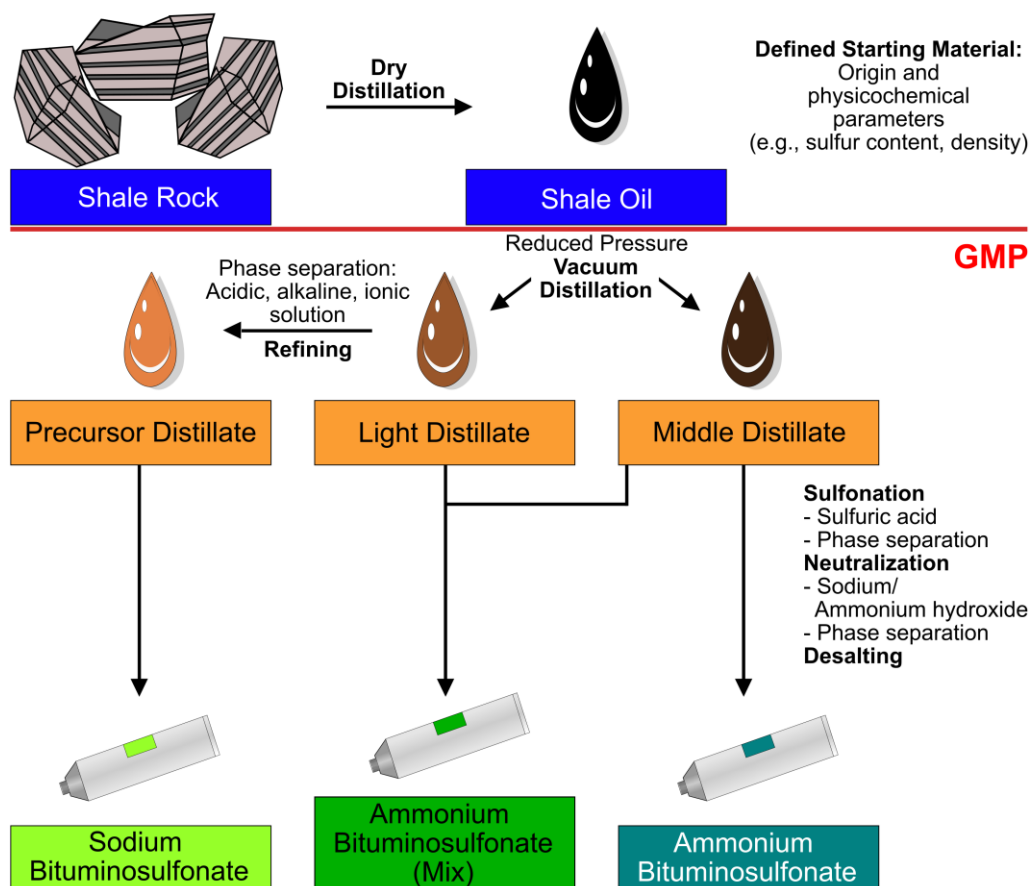 Dry
Distillation
Defined Starting Material:
Origin and
physicochemical
parameters
(e.g., sulfur content, density)
Shale Rock
Shale Oil
GMP
Reduced Pressure
Vacuum
Distillation
Phase separation:
Acidic, alkaline, ionic
solution
Refining
Precursor Distillate
Light Distillate
Middle Distillate
Sulfonation
- Sulfuric acid
- Phase separation
Neutralization
- Sodium/
Ammonium hydroxide
- Phase separation
Desalting
Sodium
Bituminosulfonate
Ammonium
Bituminosulfonate
(Mix)
Ammonium
Bituminosulfonate